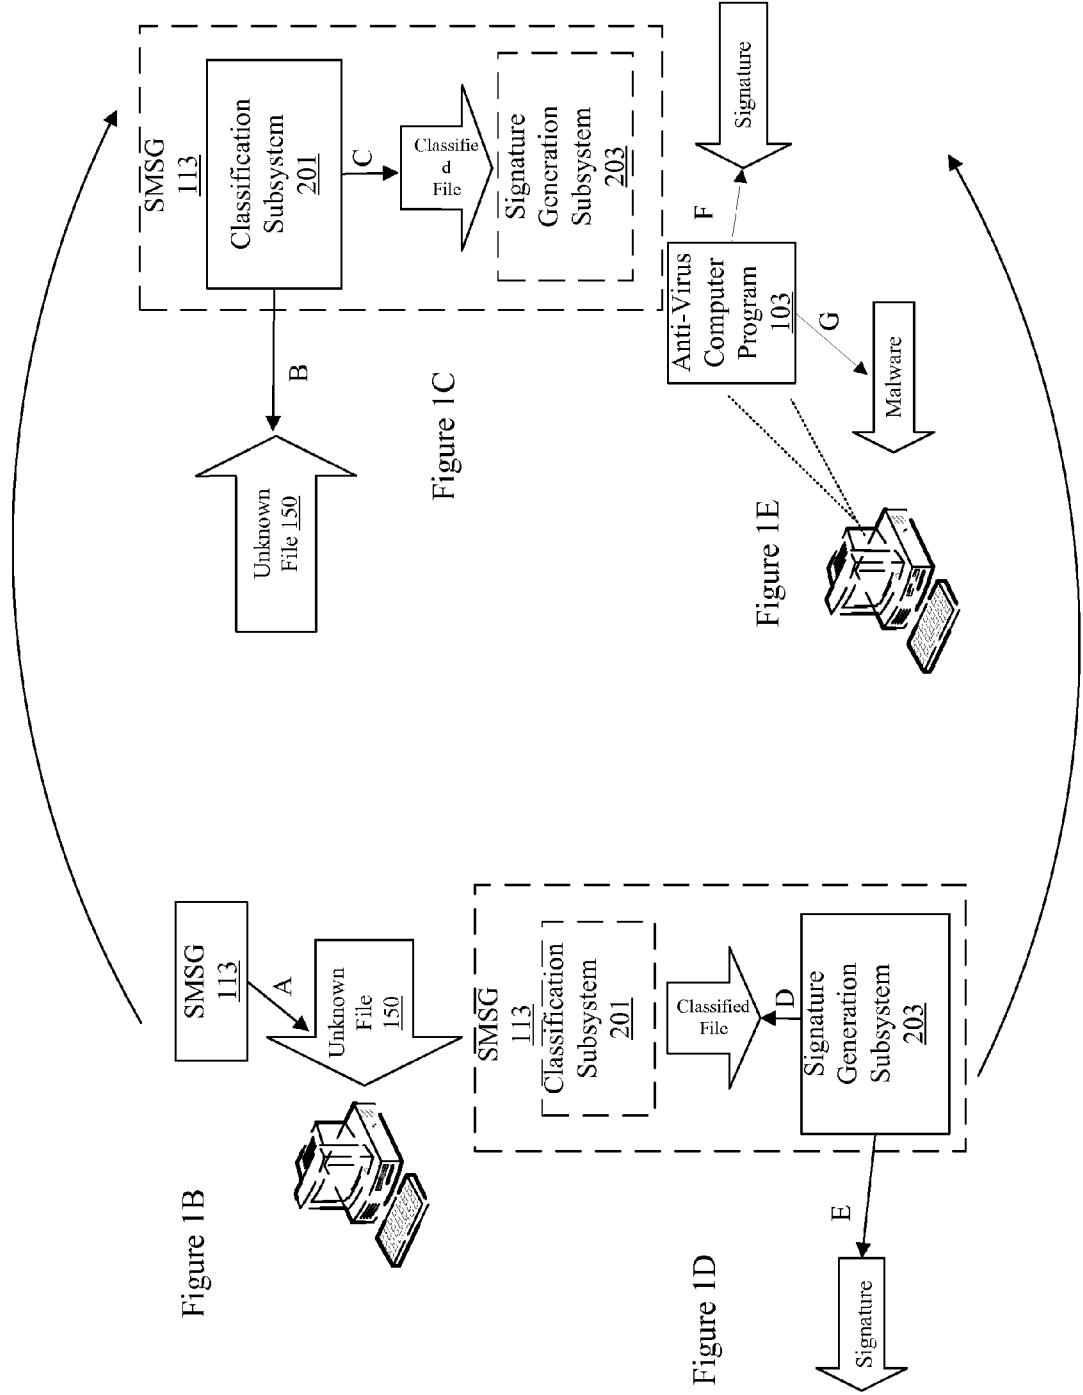 SMSG
113
A
Unknown
File
150
Figure 1B
SMSG
113
Classification
Subsystem
201
C
Classifie
d
File
Signature
Generation
Subsystem
203
B
Unknown
File 150
Figure 1C
SMSG
113
Classification
Subsystem
201
Classified
File
D
Signature
Generation
Subsystem
203
E
Signature
Figure 1D
Signature
F
Anti-Virus
Computer
Program
103
G
Malware
Figure 1E